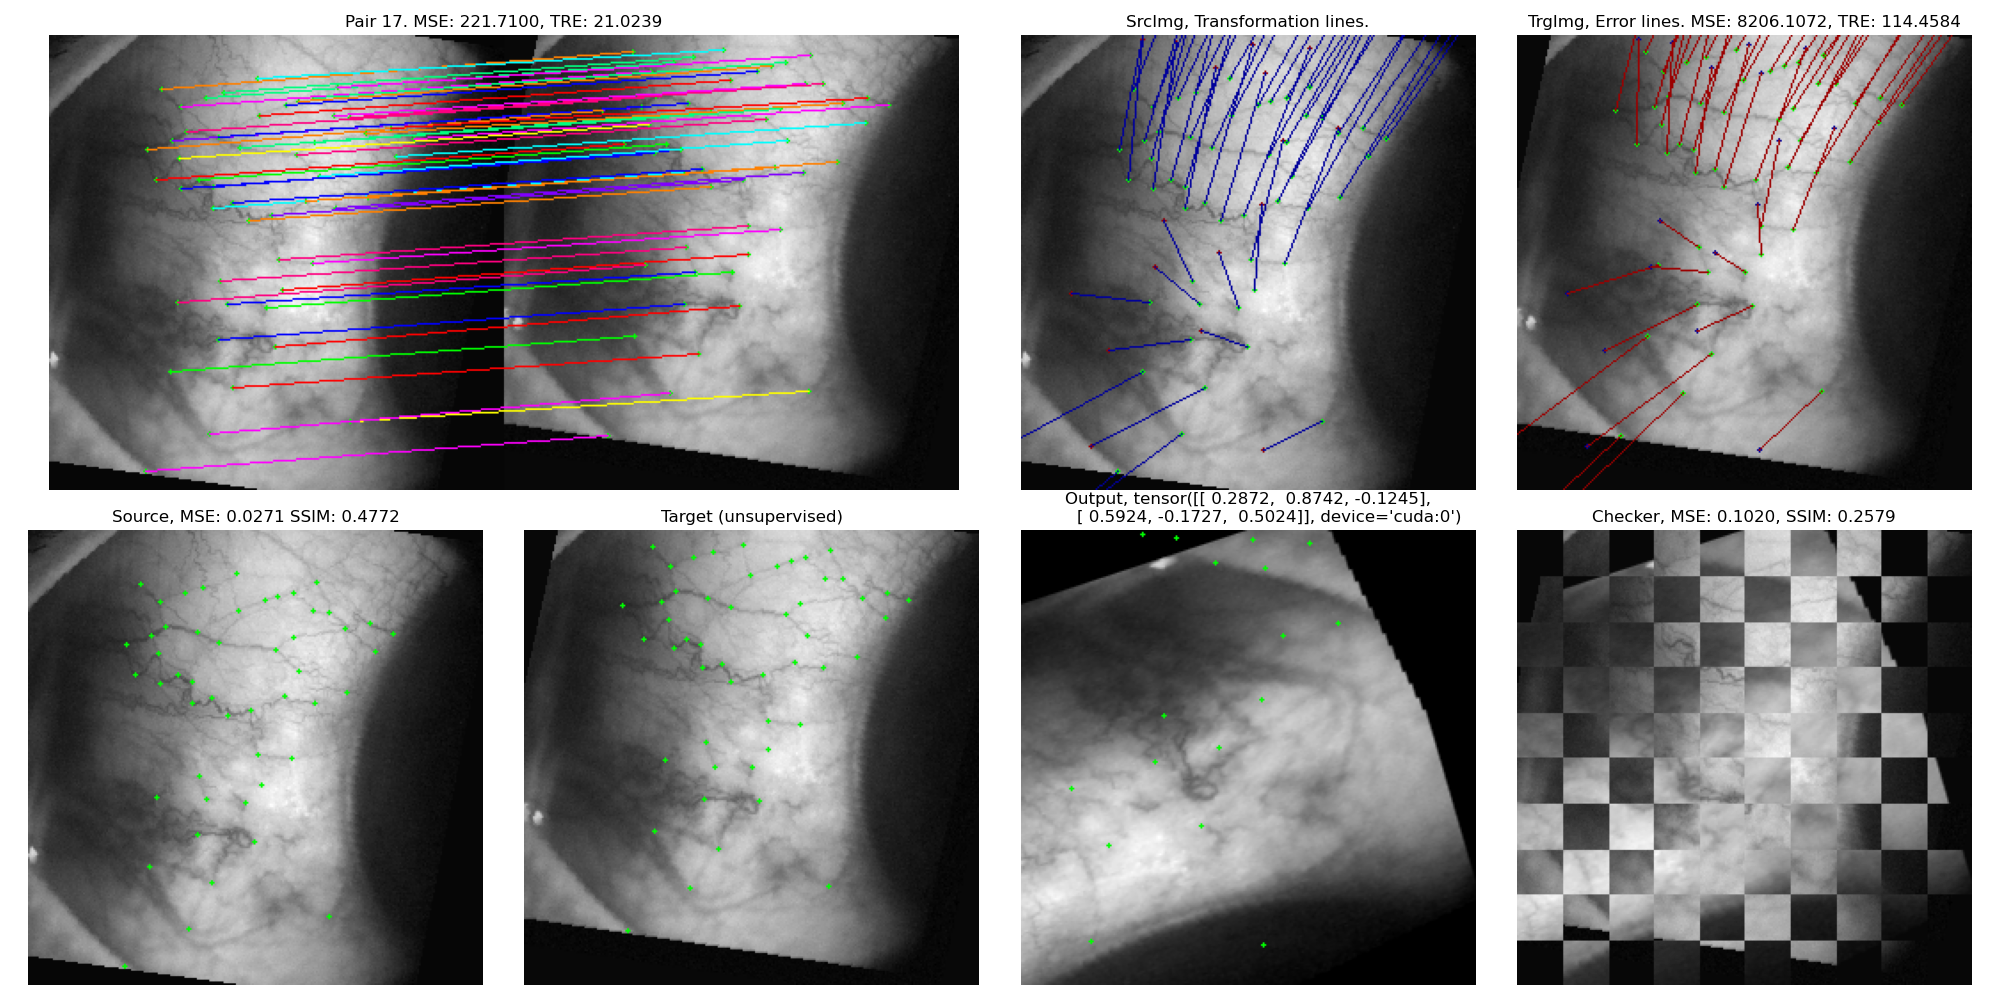 Pair 17. MSE: 221.7100, TRE: 21.0239
SrcImg, Transformation lines.
TrgImg, Error lines. MSE: 8206.1072, TRE: 114.4584
Source, MSE: 0.0271 SSIM: 0.4772
Target (unsupervised)
Output, tensor([[ 0.2872,  0.8742, -0.1245],
[ 0.5924, -0.1727,  0.5024]], device='cuda:0')
Checker, MSE: 0.1020, SSIM: 0.2579